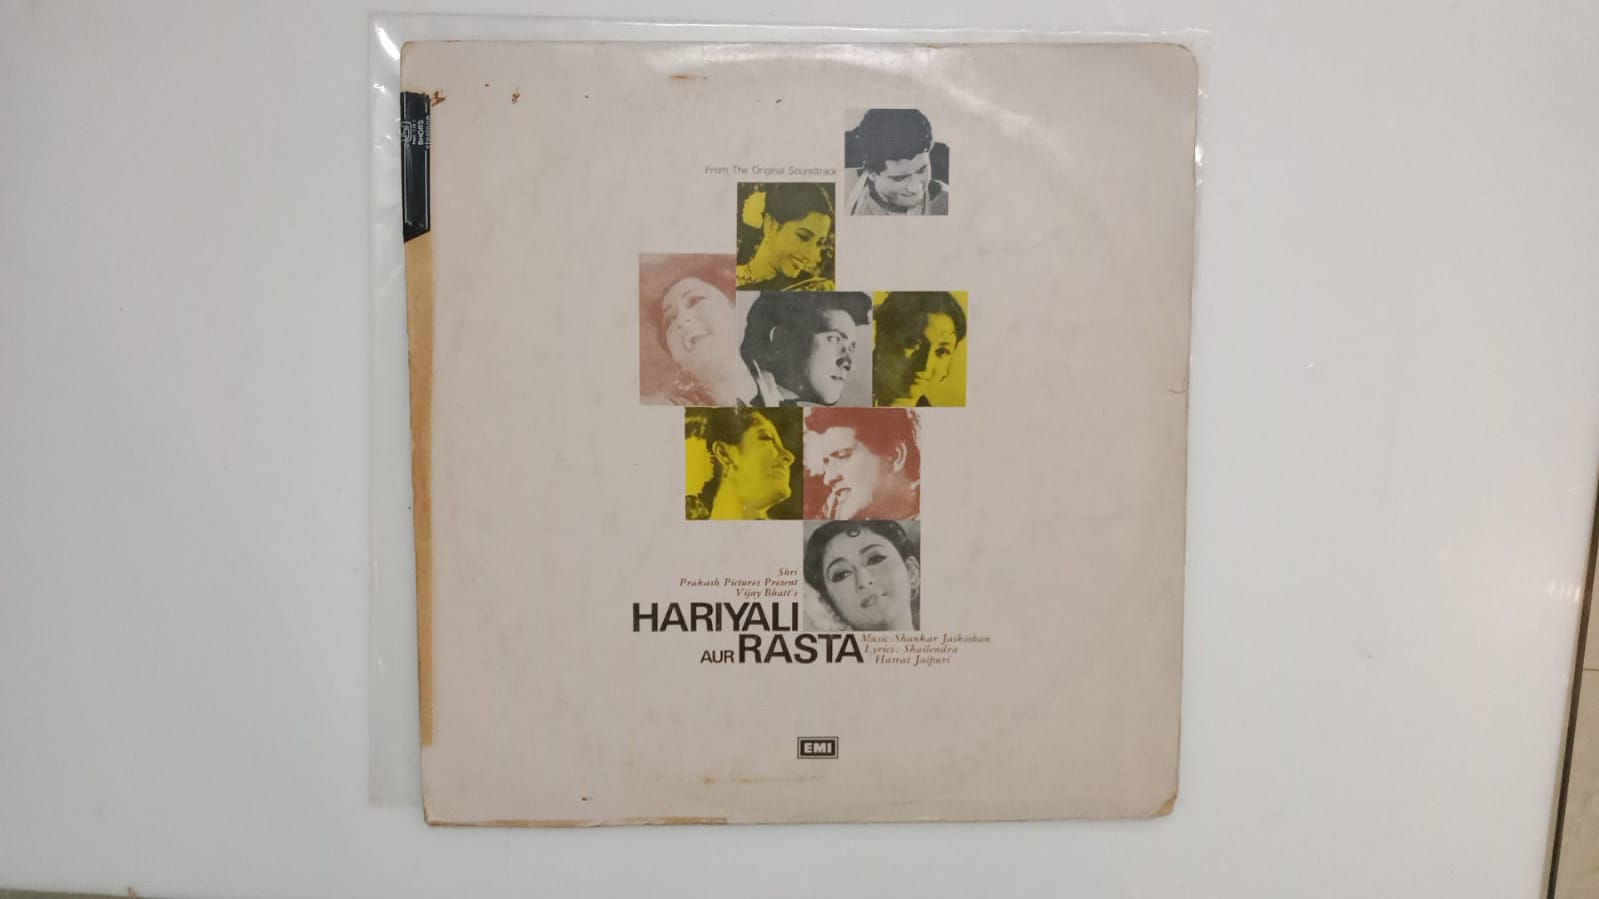 From The Original Soundtrack
Shri
Prakash Pictures Present
Vijay Bhatt's
HARIYALI
AUR RASTA
Music: Shankar Jaikishan
Lyrics: Shailendra
Hasrat Jaipuri
EMI